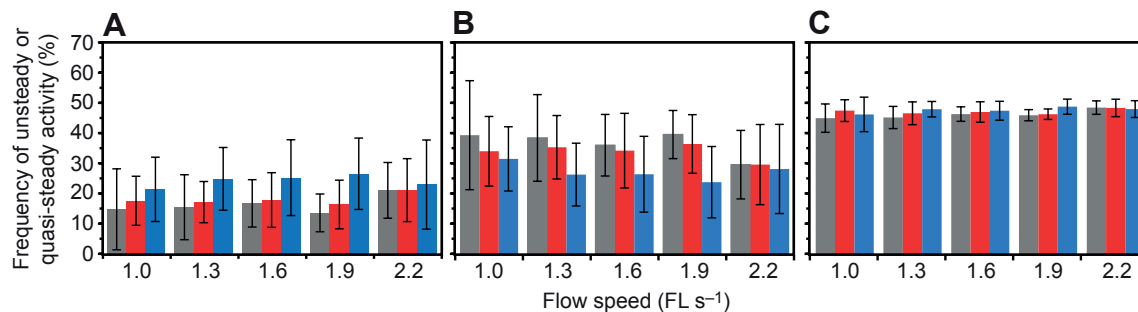 A B C
Frequency of unsteady or
quasi-steady activity (%)
70
60
50
40
30
20
10
0
1.0 1.3 1.6 1.9 2.2 1.0 1.3 1.6 1.9 2.2 1.0 1.3 1.6 1.9 2.2
Flow speed (FL s⁻¹)